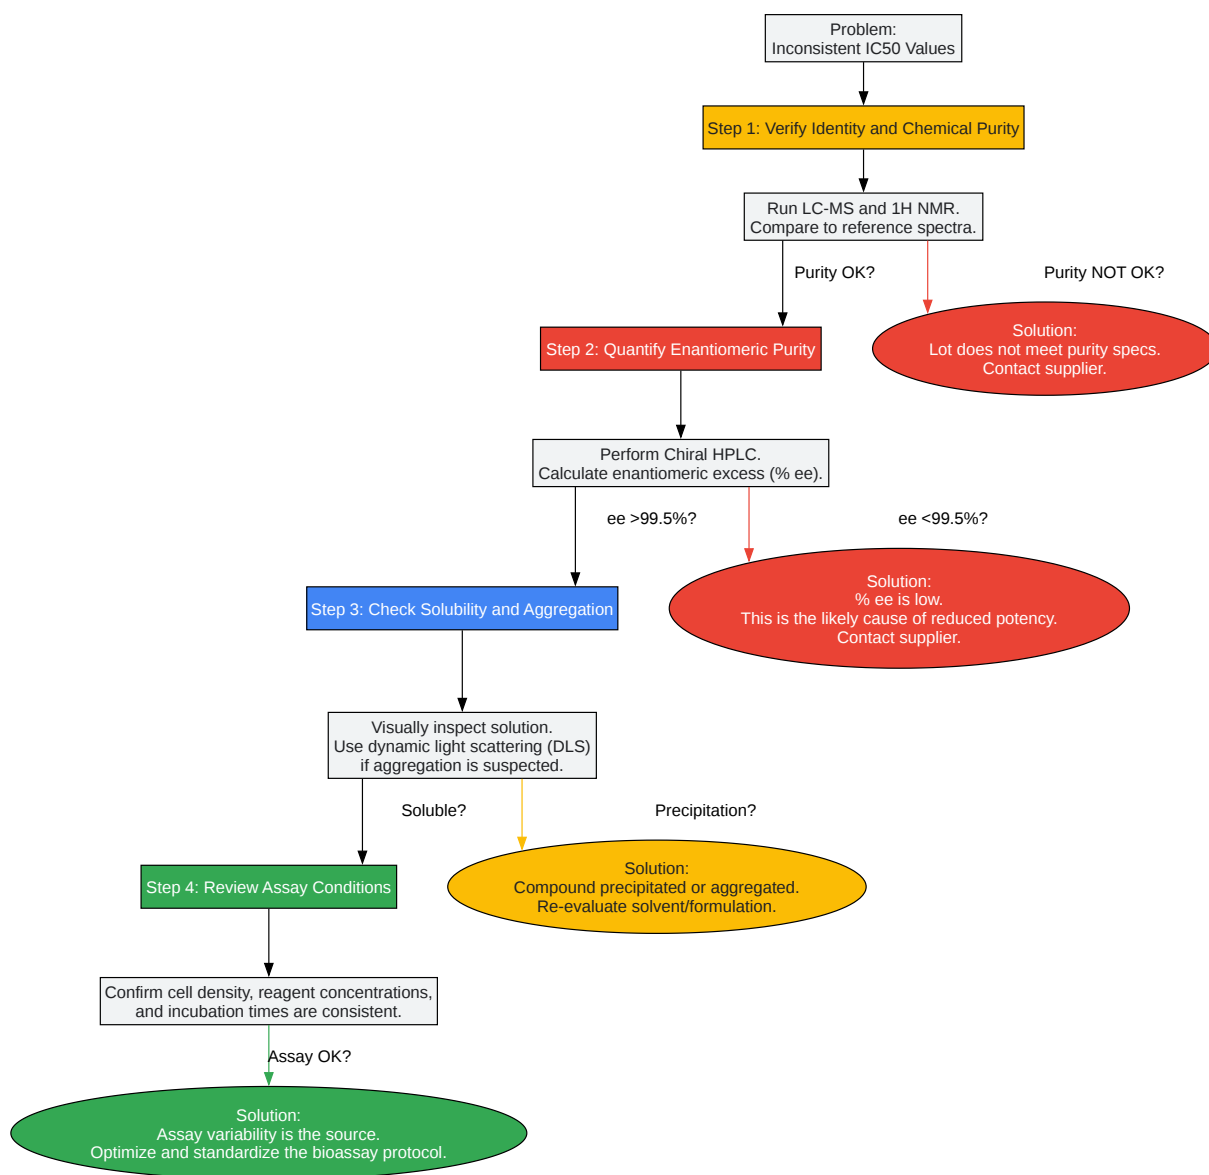 Problem:
Inconsistent IC50 Values
Step 1: Verify Identity and Chemical Purity
Run LC-MS and 1H NMR.
Compare to reference spectra.
Purity OK?
Purity NOT OK?
Solution:
Lot does not meet purity specs.
Contact supplier.
Step 2: Quantify Enantiomeric Purity
Perform Chiral HPLC.
Calculate enantiomeric excess (% ee).
ee >99.5%?
ee <99.5%?
Solution:
% ee is low.
This is the likely cause of reduced potency.
Contact supplier.
Step 3: Check Solubility and Aggregation
Visually inspect solution.
Use dynamic light scattering (DLS)
if aggregation is suspected.
Soluble?
Precipitation?
Solution:
Compound precipitated or aggregated.
Re-evaluate solvent/formulation.
Step 4: Review Assay Conditions
Confirm cell density, reagent concentrations,
and incubation times are consistent.
Assay OK?
Solution:
Assay variability is the source.
Optimize and standardize the bioassay protocol.